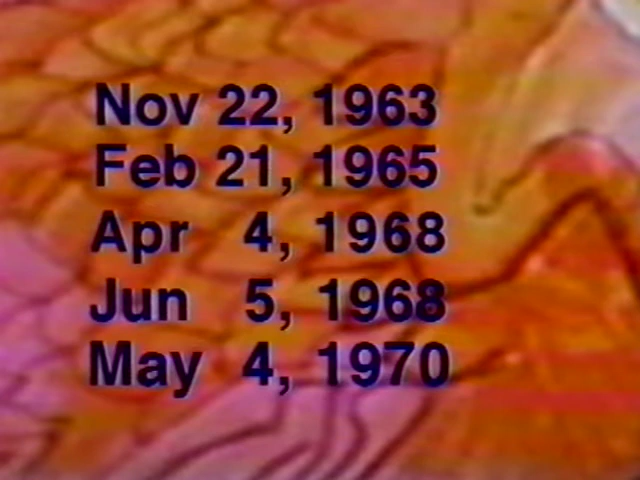 Nov 22, 1963
Feb 21, 1965
Apr 4, 1968
Jun 5, 1968
May 4, 1970